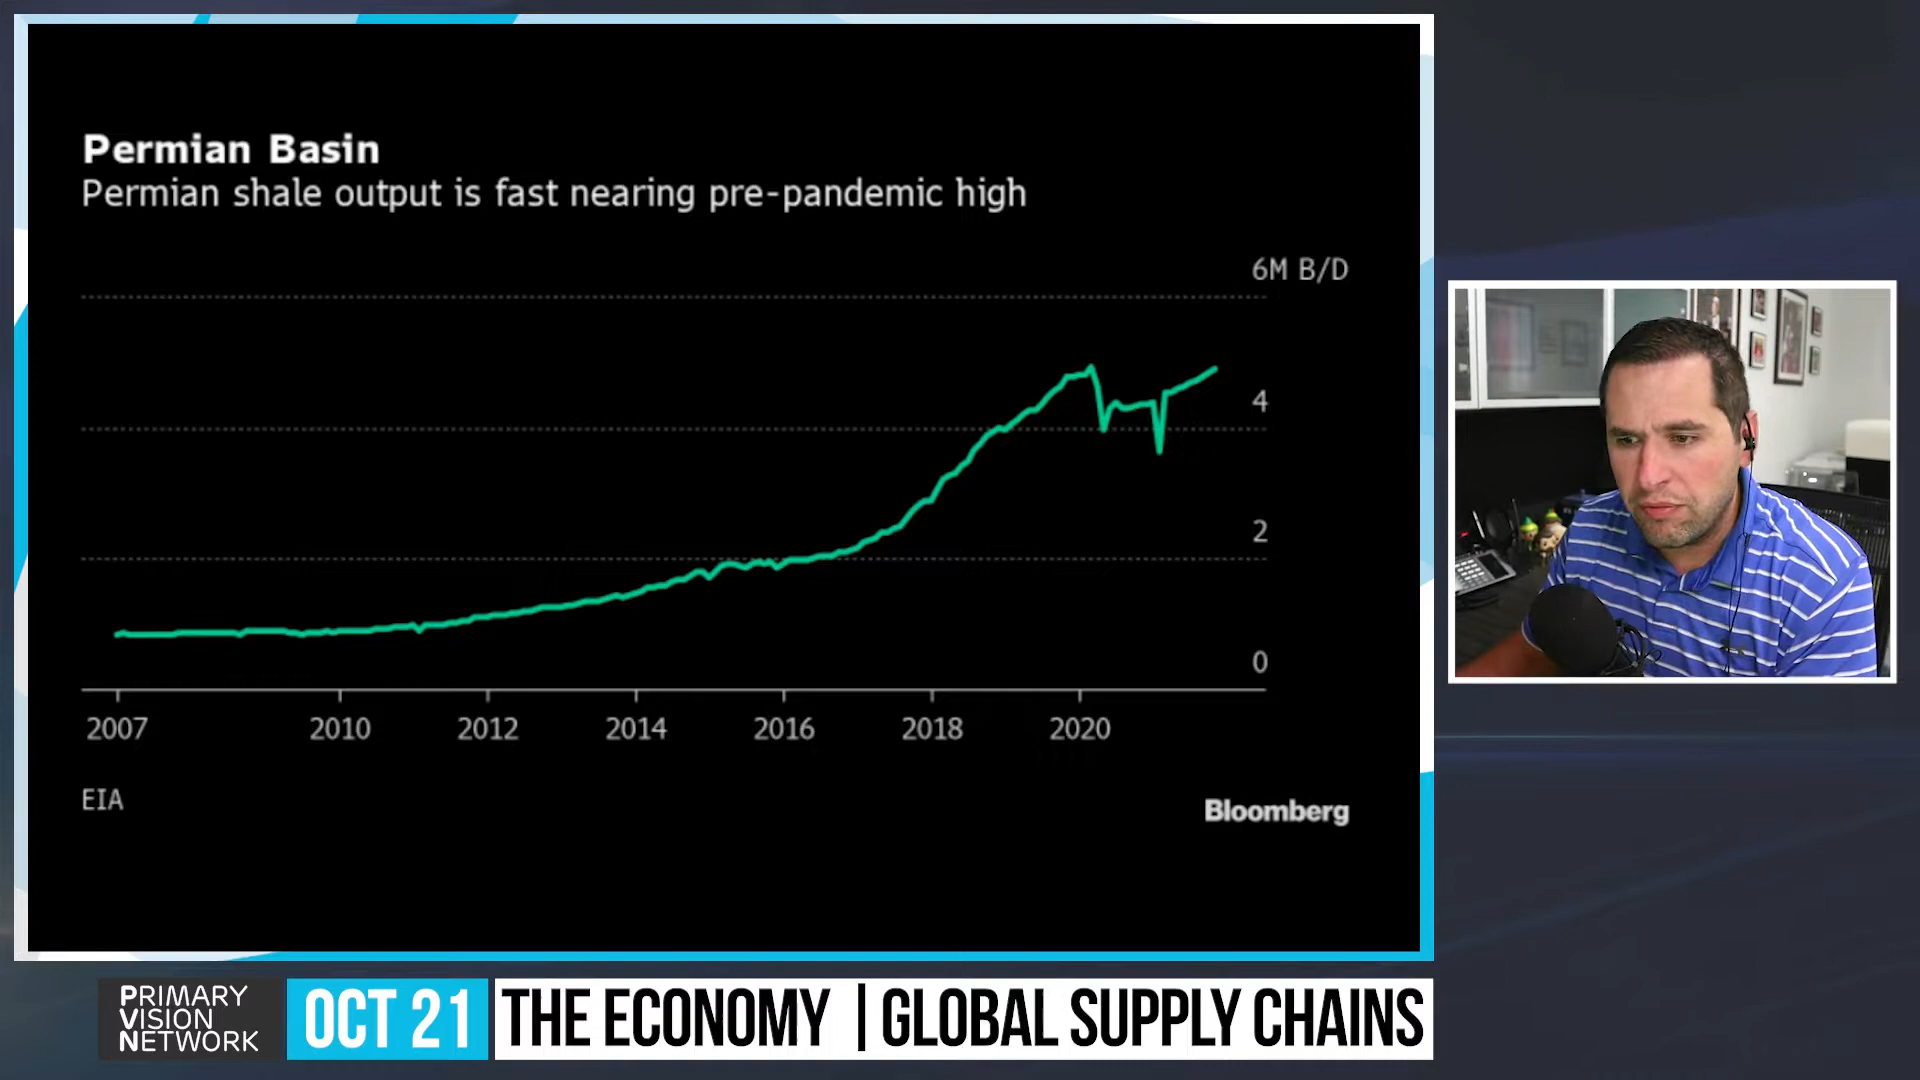 Permian Basin
Permian shale output is fast nearing pre-pandemic high
6M B/D
4
2
0
2007 2010 2012 2014 2016 2018 2020
EIA
Bloomberg
PRIMARY
VISION
NETWORK
OCT 21
THE ECONOMY | GLOBAL SUPPLY CHAINS